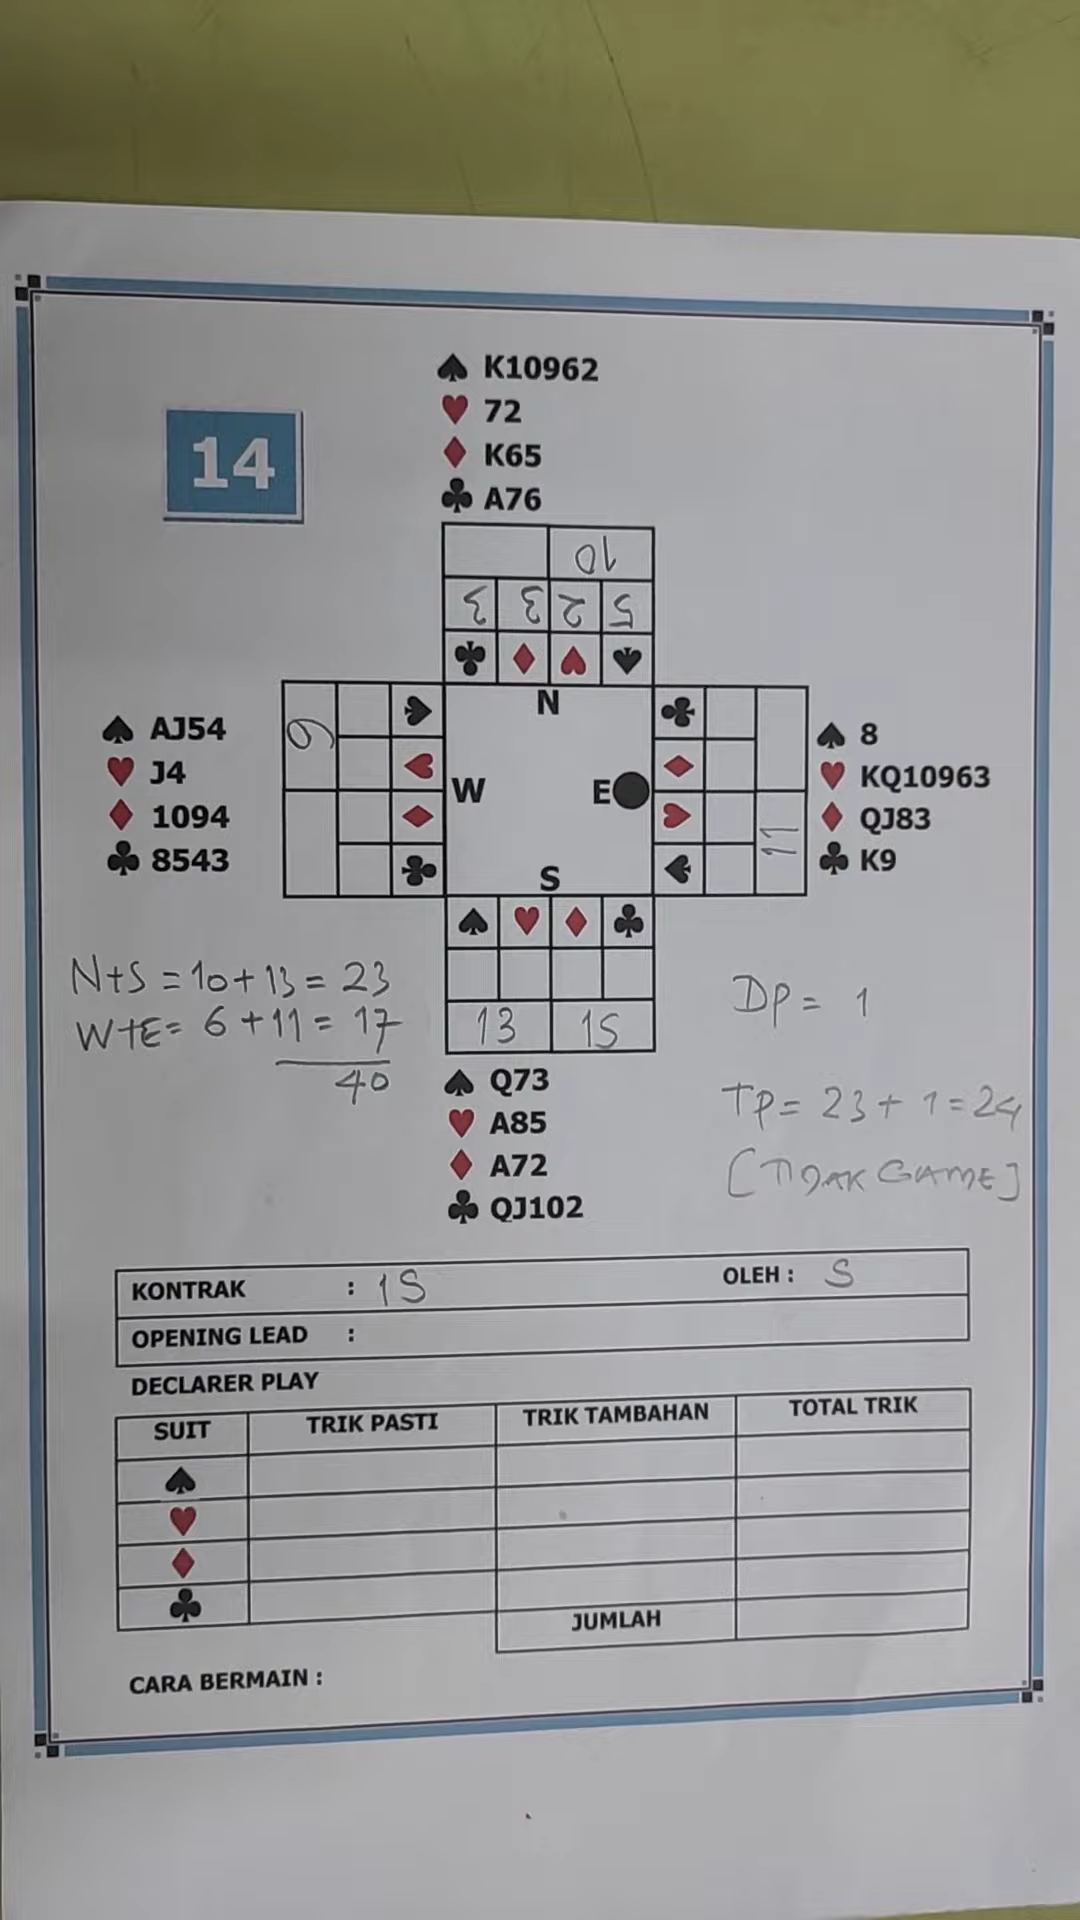 ♠ K10962
♥ 72
♦ K65
♣ A76
14
10
3 3 2 5
♣ ♦ ♥ ♠
N
♠ AJ54
♥ J4
♦ 1094
♣ 8543
6
♠
♥
♦
♣
W
E
♣
♦
♥
♠
11
♠ 8
♥ KQ10963
♦ QJ83
♣ K9
S
♠ ♥ ♦ ♣
13 1S
N+S = 10 + 13 = 23
W+E = 6 + 11 = 17
40
DP = 1
TP = 23 + 1 = 24
[TIDAK GAME]
♠ Q73
♥ A85
♦ A72
♣ QJ102
KONTRAK : 1S OLEH : S
OPENING LEAD :
DECLARER PLAY
SUIT TRIK PASTI TRIK TAMBAHAN TOTAL TRIK
♠
♥
♦
♣
JUMLAH
CARA BERMAIN :